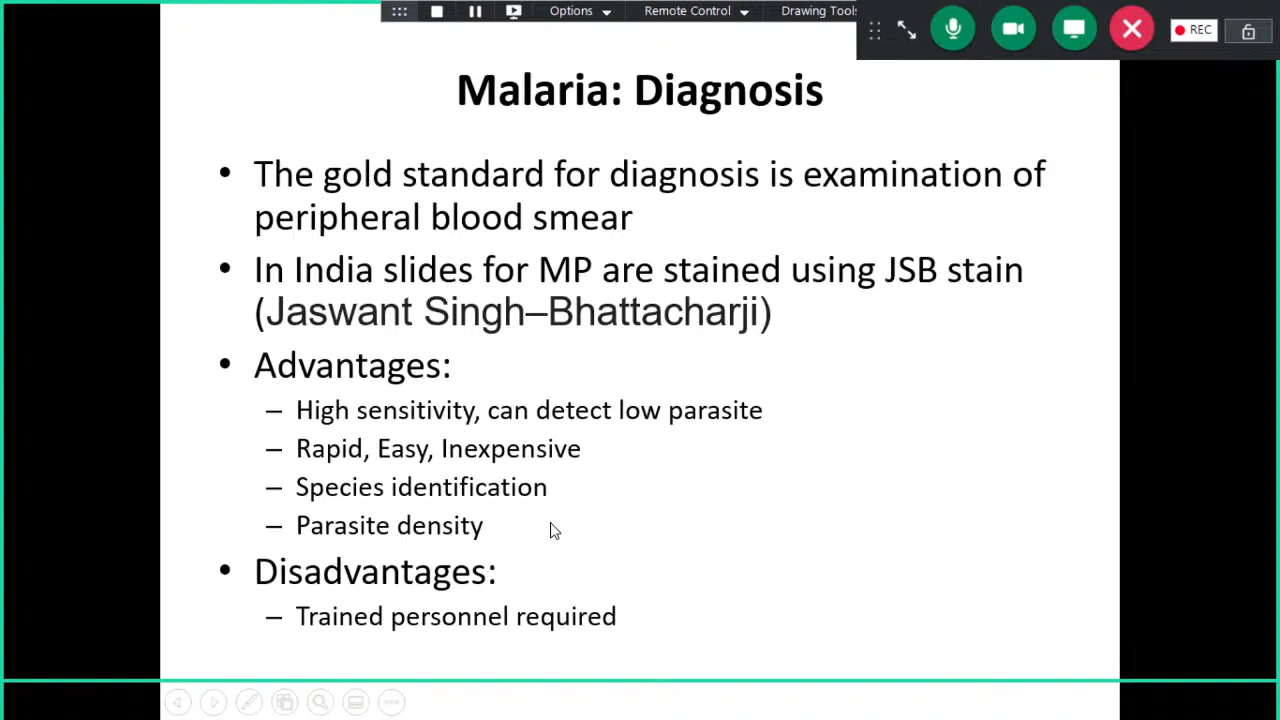 Options
Remote Control
Drawing Tools
REC
Malaria: Diagnosis
• The gold standard for diagnosis is examination of
peripheral blood smear
• In India slides for MP are stained using JSB stain
(Jaswant Singh–Bhattacharji)
• Advantages:
– High sensitivity, can detect low parasite
– Rapid, Easy, Inexpensive
– Species identification
– Parasite density
• Disadvantages:
– Trained personnel required